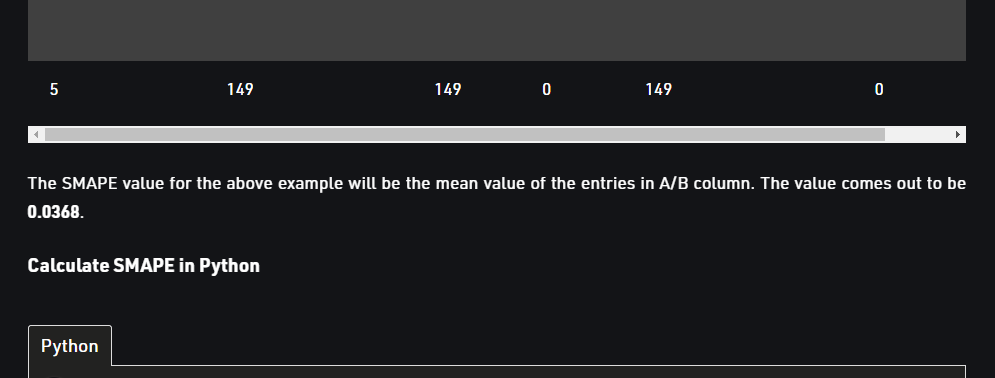 5 149 149 0 149 0
The SMAPE value for the above example will be the mean value of the entries in A/B column. The value comes out to be
0.0368.
Calculate SMAPE in Python
Python